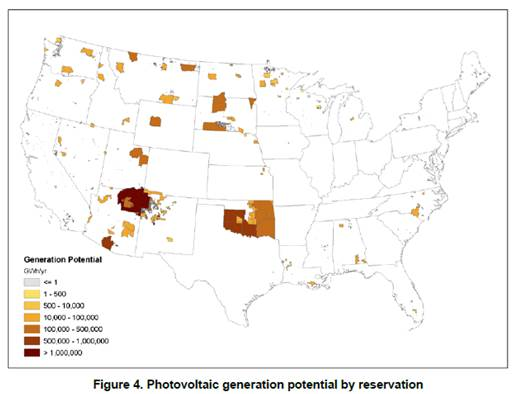 Generation Potential
GWh/yr
<= 1
1 - 500
500 - 10,000
10,000 - 100,000
100,000 - 500,000
500,000 - 1,000,000
> 1,000,000
Figure 4. Photovoltaic generation potential by reservation